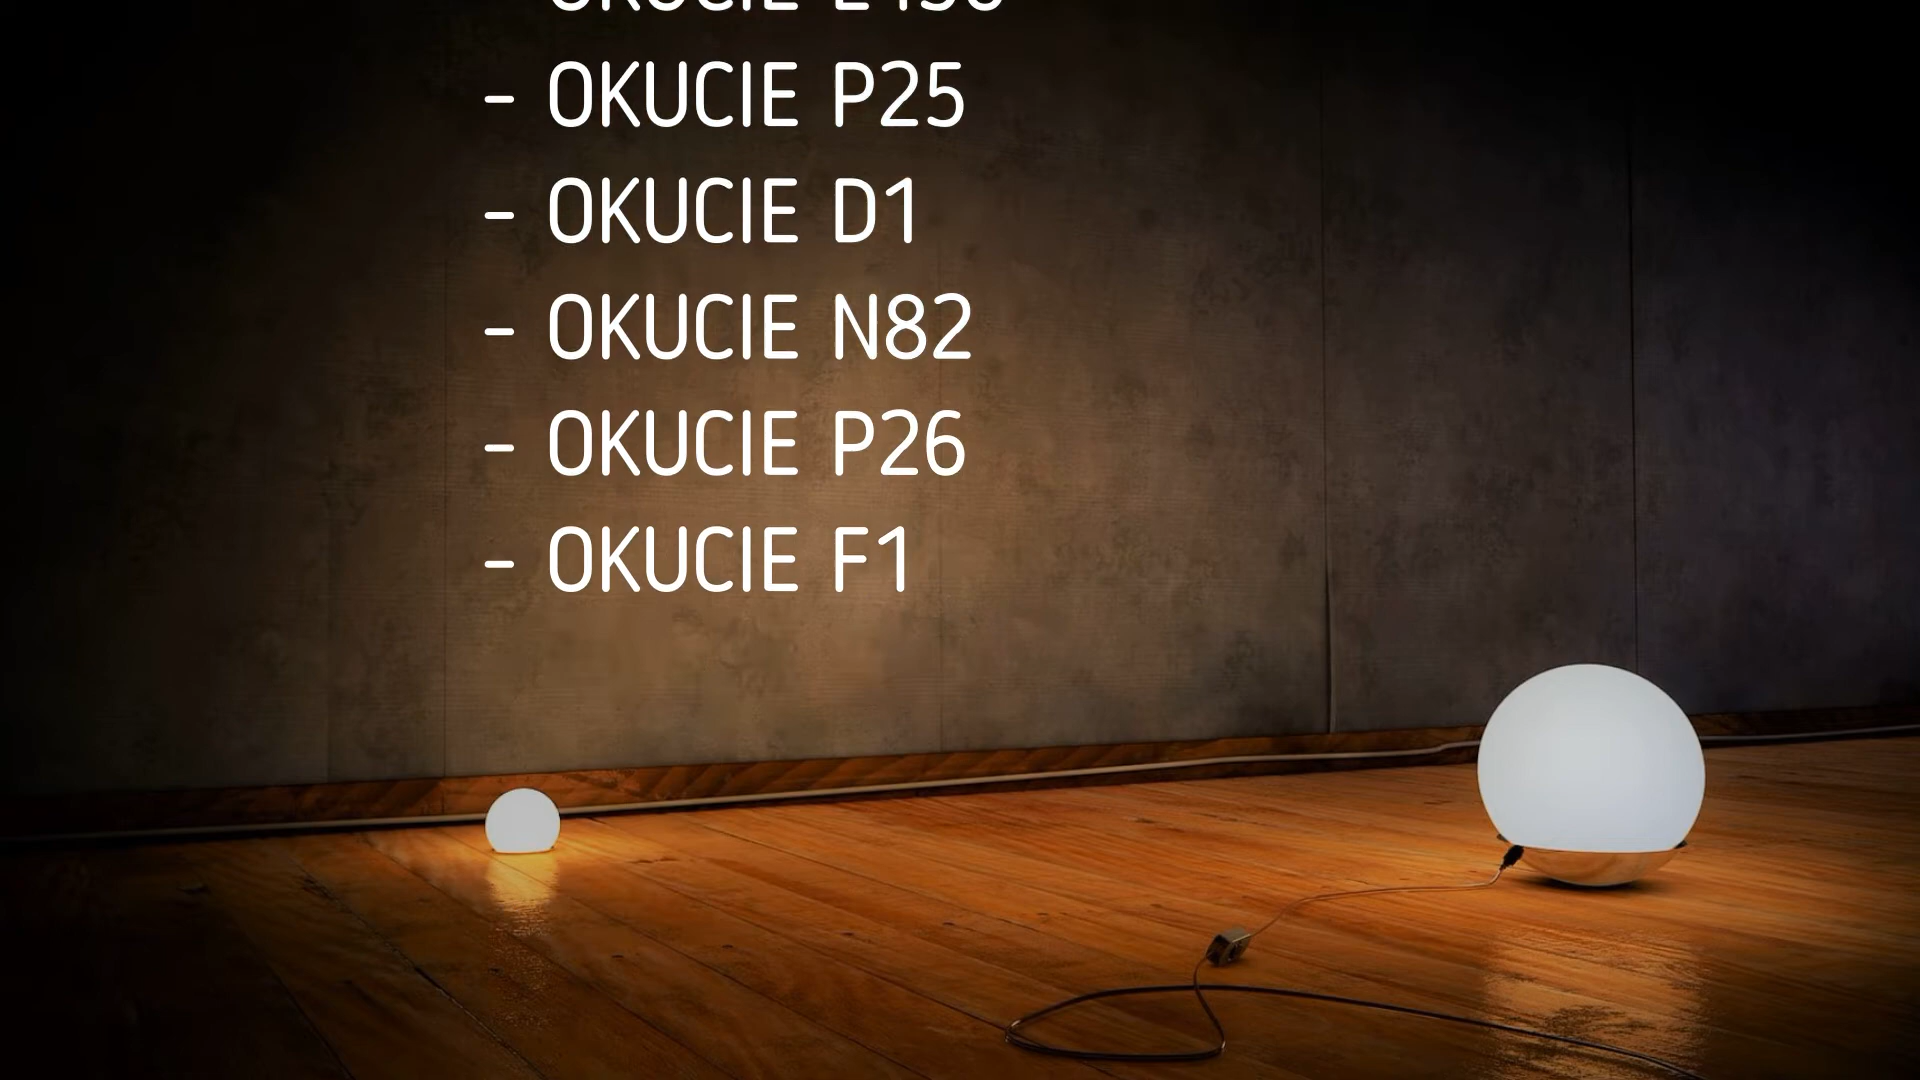 - OKUCIE P25
- OKUCIE D1
- OKUCIE N82
- OKUCIE P26
- OKUCIE F1